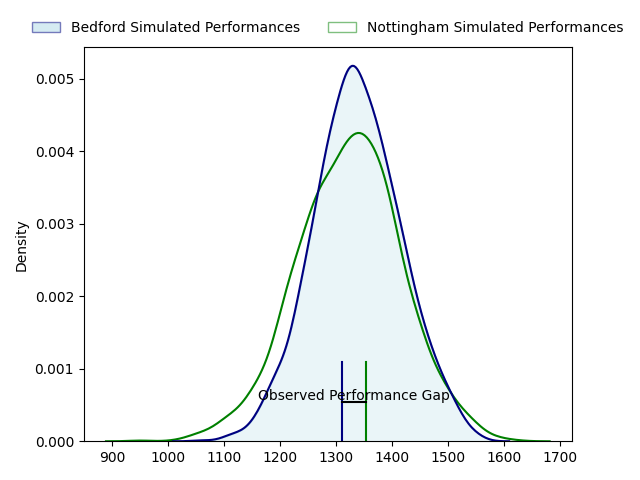 Bedford Simulated Performances
Nottingham Simulated Performances
0.005
0.004
0.003
0.002
0.001
0.000
Density
Observed Performance Gap
900 1000 1100 1200 1300 1400 1500 1600 1700